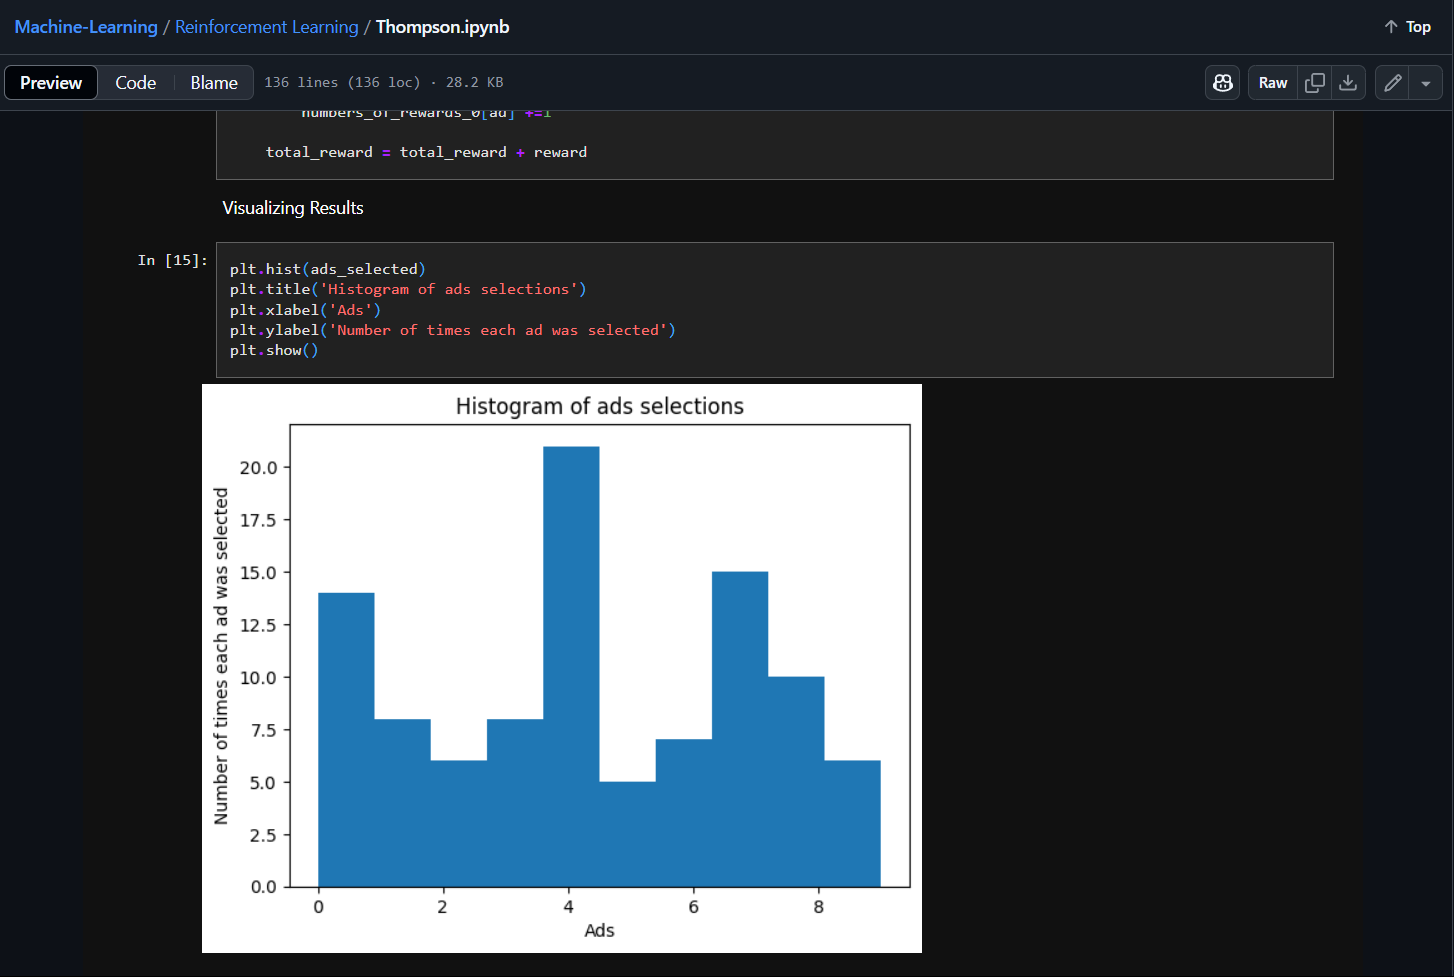 Machine-Learning / Reinforcement Learning / Thompson.ipynb
Top
Preview Code Blame 136 lines (136 loc) · 28.2 KB
Raw
numbers_of_rewards_0[ad] +=1
total_reward = total_reward + reward
Visualizing Results
In [15]:
plt.hist(ads_selected)
plt.title('Histogram of ads selections')
plt.xlabel('Ads')
plt.ylabel('Number of times each ad was selected')
plt.show()
Histogram of ads selections
Number of times each ad was selected
20.0
17.5
15.0
12.5
10.0
7.5
5.0
2.5
0.0
0 2 4 6 8
Ads